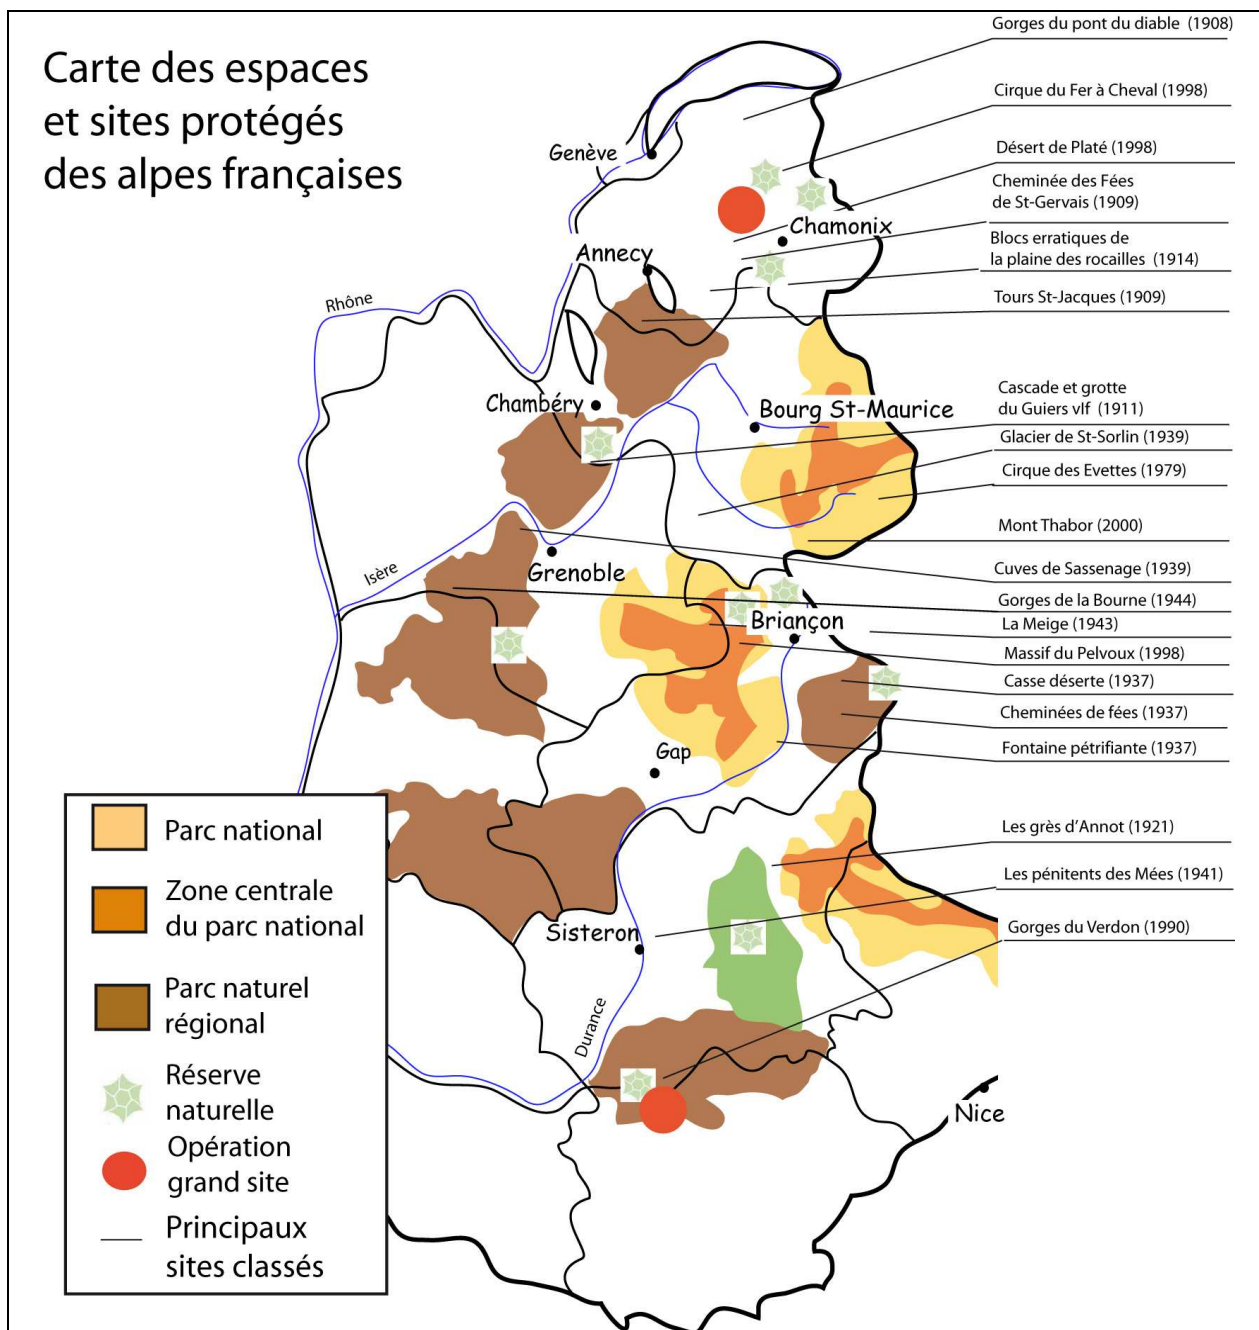 Carte des espaces
et sites protégés
des alpes françaises
Gorges du pont du diable (1908)
Cirque du Fer à Cheval (1998)
Désert de Platé (1998)
Cheminée des Fées
de St-Gervais (1909)
Blocs erratiques de
la plaine des rocailles (1914)
Tours St-Jacques (1909)
Cascade et grotte
du Guiers vlf (1911)
Glacier de St-Sorlin (1939)
Cirque des Evettes (1979)
Mont Thabor (2000)
Cuves de Sassenage (1939)
Gorges de la Bourne (1944)
La Meige (1943)
Massif du Pelvoux (1998)
Casse déserte (1937)
Cheminées de fées (1937)
Fontaine pétrifiante (1937)
Les grès d'Annot (1921)
Les pénitents des Mées (1941)
Gorges du Verdon (1990)
Genève
Chamonix
Annecy
Rhône
Chambéry
Bourg St-Maurice
Isère
Grenoble
Briançon
Gap
Sisteron
Durance
Nice
Parc national
Zone centrale
du parc national
Parc naturel
régional
Réserve
naturelle
Opération
grand site
Principaux
sites classés